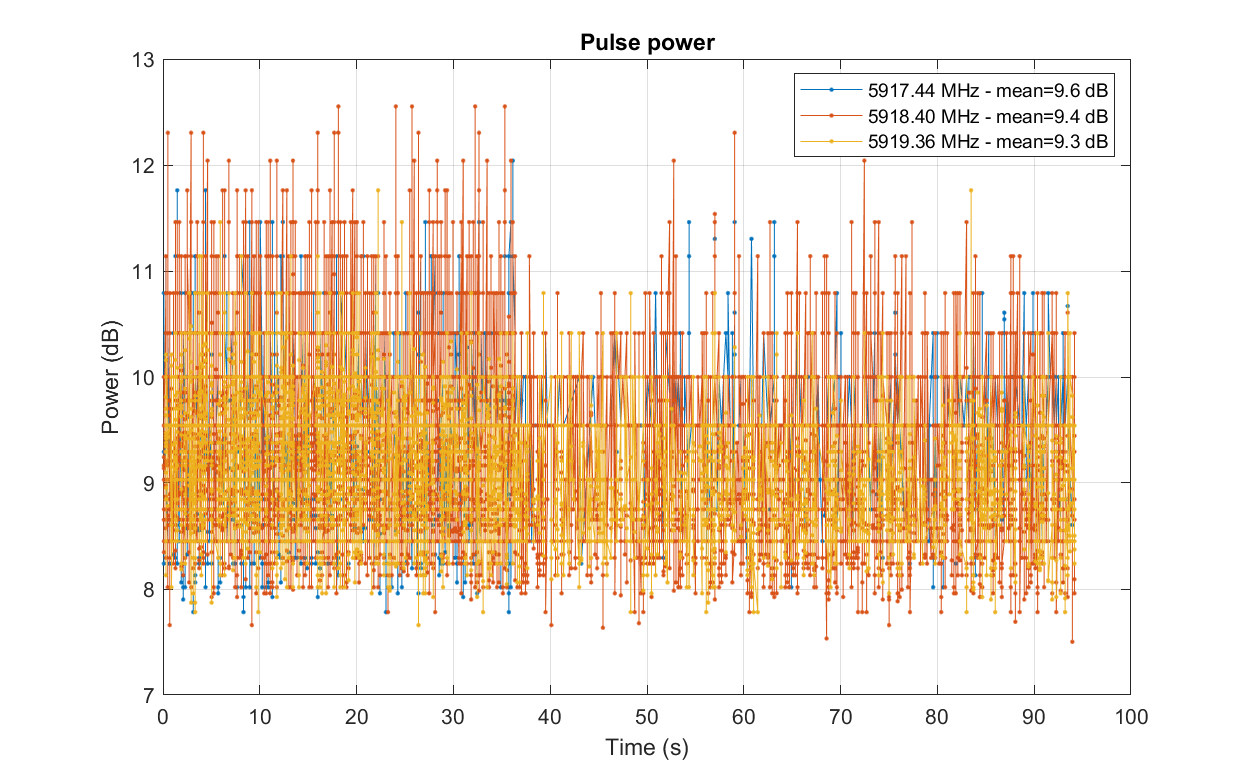 Pulse power
5917.44 MHz - mean=9.6 dB
5918.40 MHz - mean=9.4 dB
5919.36 MHz - mean=9.3 dB
Power (dB)
13
12
11
10
9
8
7
0 10 20 30 40 50 60 70 80 90 100
Time (s)